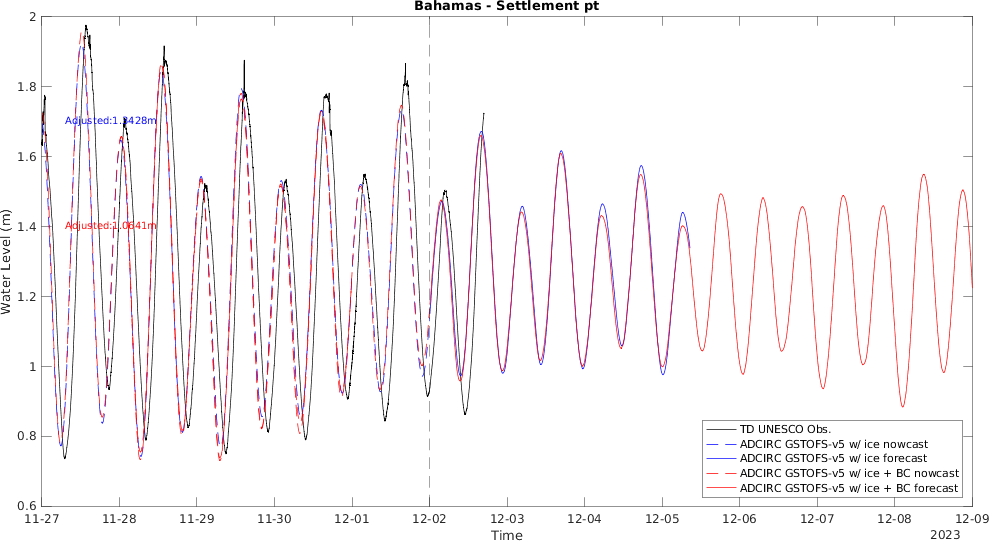 Bahamas - Settlement pt
Water Level (m)
2
1.8
1.6
1.4
1.2
1
0.8
0.6
Adjusted:1.
Adjusted:1.0641m
TD UNESCO Obs.
ADCIRC GSTOFS-v5 w/ ice nowcast
ADCIRC GSTOFS-v5 w/ ice forecast
ADCIRC GSTOFS-v5 w/ ice + BC nowcast
ADCIRC GSTOFS-v5 w/ ice + BC forecast
11-27 11-28 11-29 11-30 12-01 12-02 12-03 12-04 12-05 12-06 12-07 12-08 12-09
Time
2023